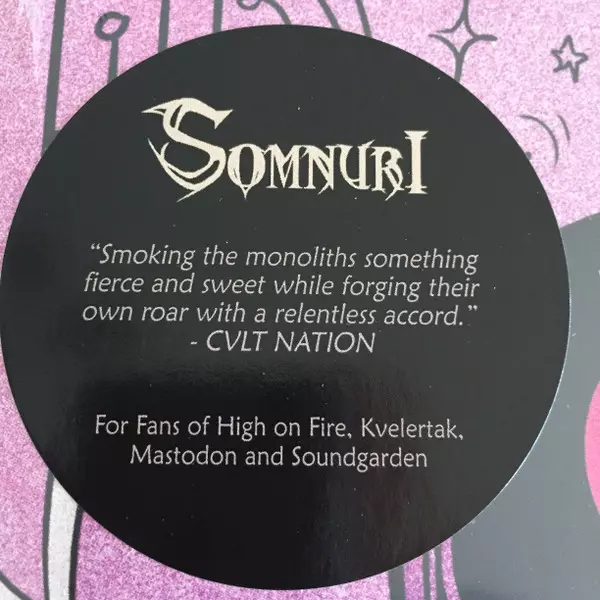 SOMNURI
“Smoking the monoliths something
fierce and sweet while forging their
own roar with a relentless accord.”
- CVLT NATION
For Fans of High on Fire, Kvelertak,
Mastodon and Soundgarden